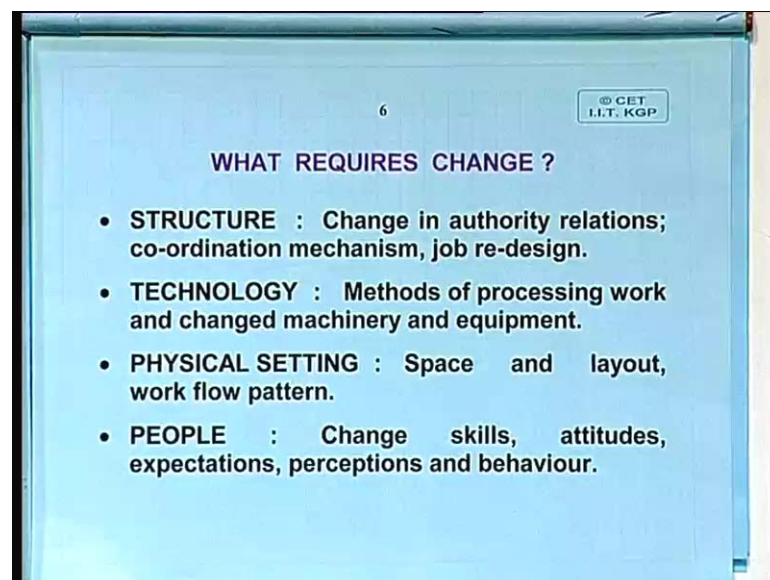 6
© CET
I.I.T. KGP
WHAT REQUIRES CHANGE ?
• STRUCTURE : Change in authority relations;
co-ordination mechanism, job re-design.
• TECHNOLOGY : Methods of processing work
and changed machinery and equipment.
• PHYSICAL SETTING : Space and layout,
work flow pattern.
• PEOPLE : Change skills, attitudes,
expectations, perceptions and behaviour.